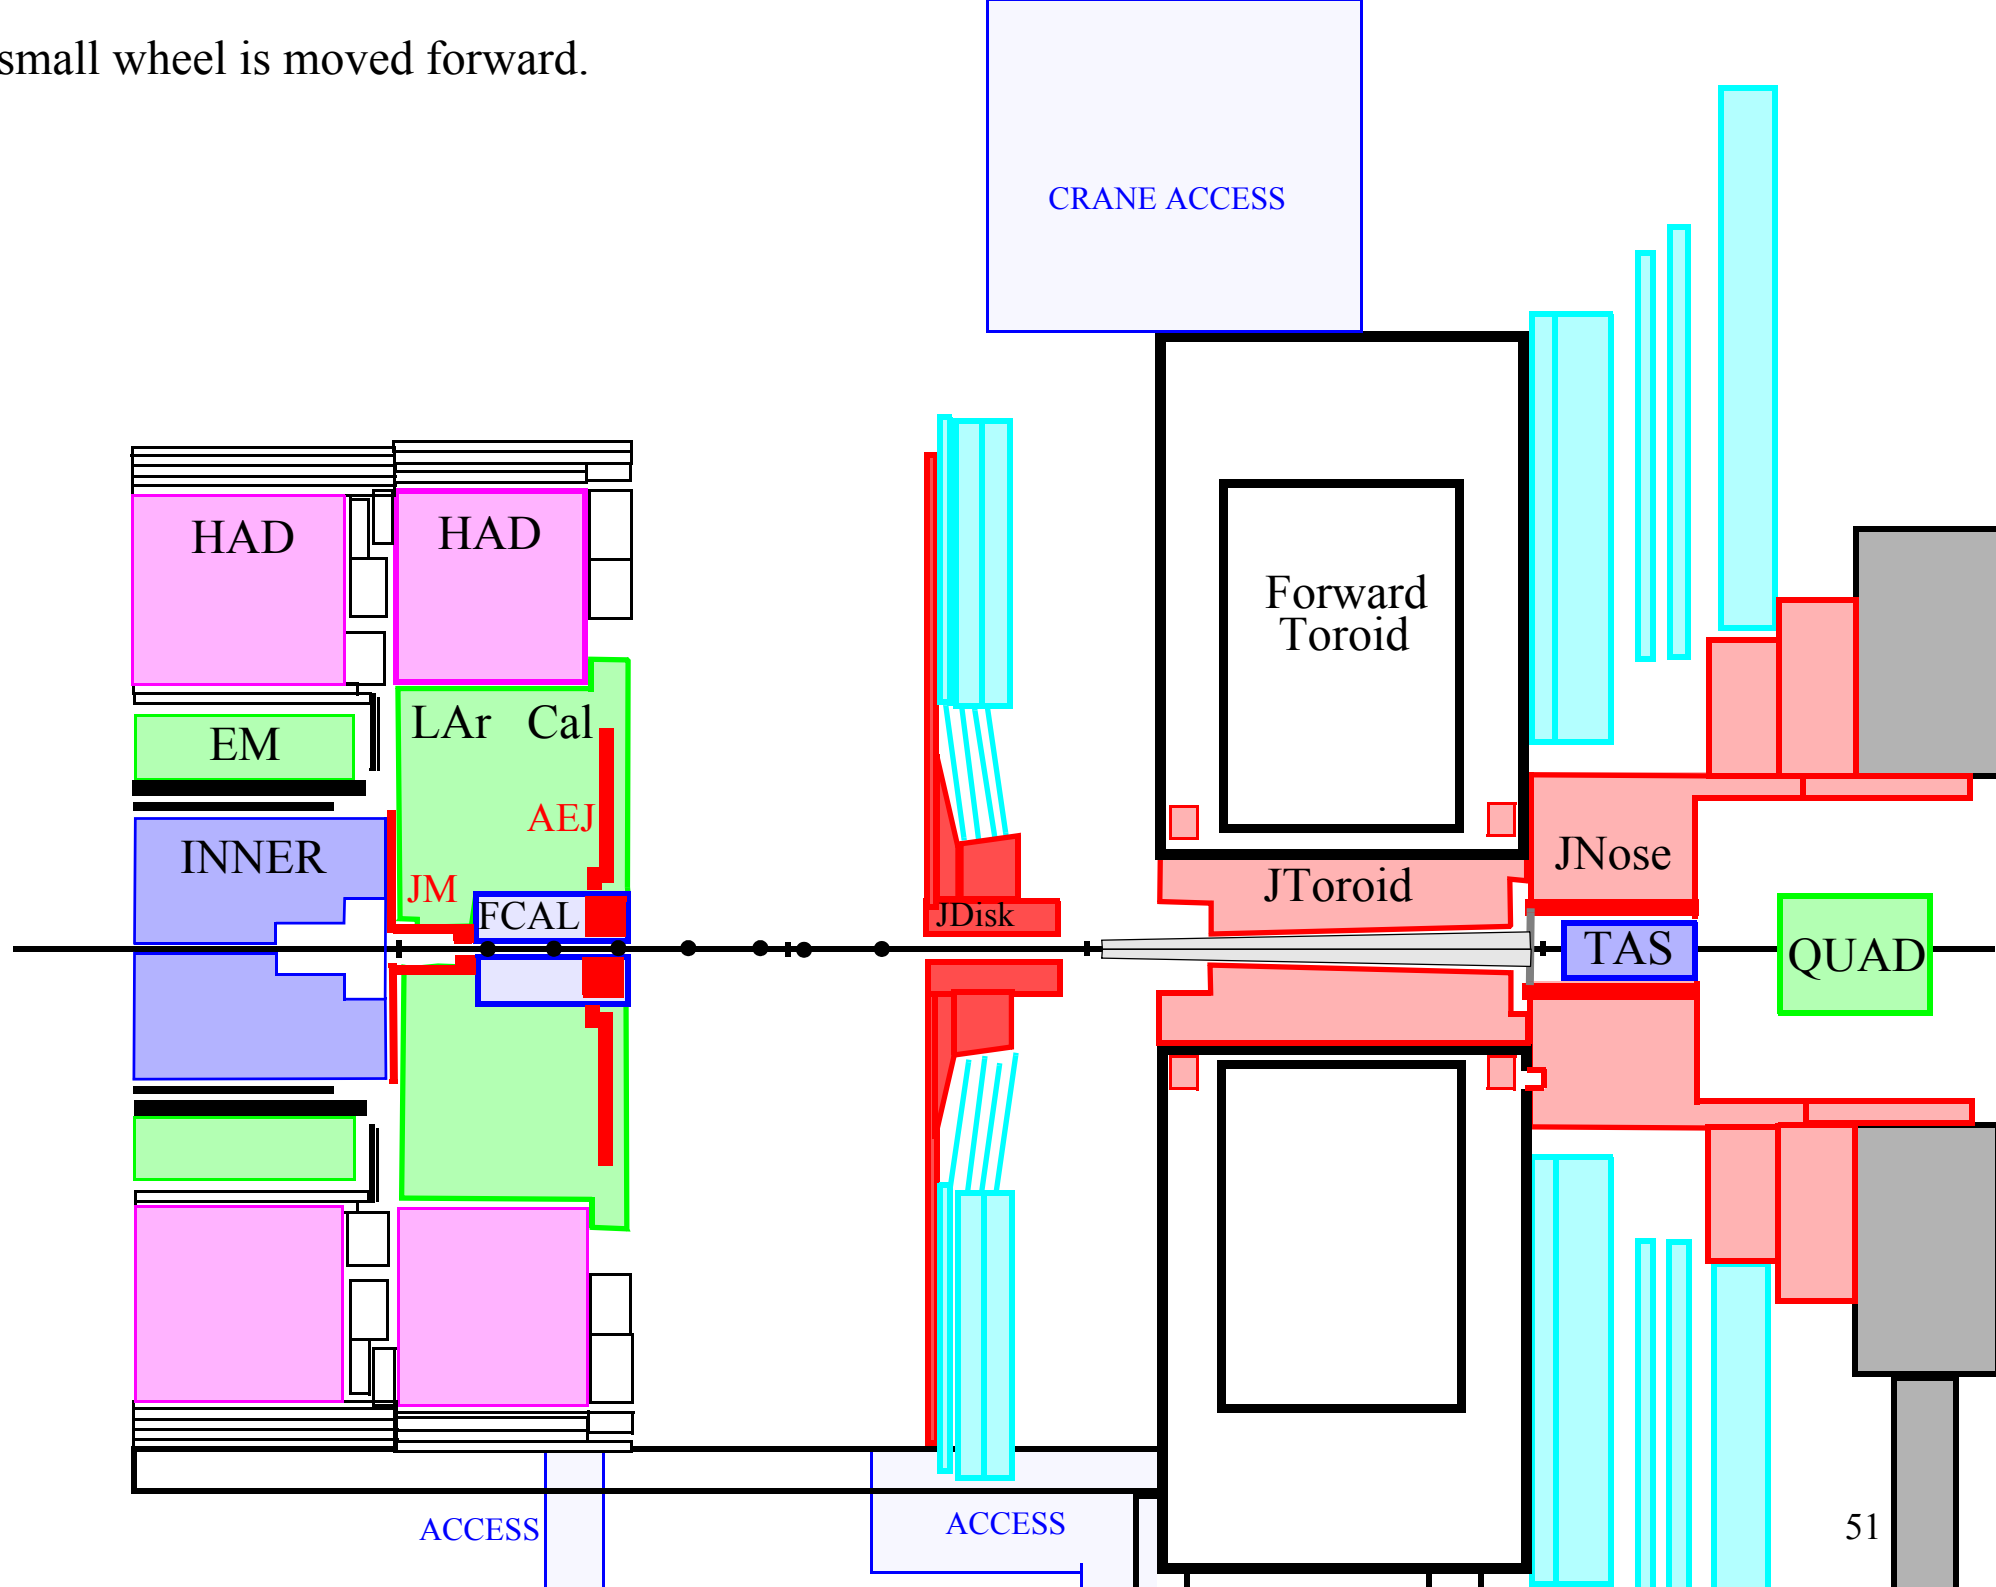 small wheel is moved forward.
CRANE ACCESS
HAD
HAD
Forward
Toroid
LAr Cal
EM
AEJ
INNER
JM
FCAL
JDisk
JToroid
JNose
TAS
QUAD
ACCESS
ACCESS
51